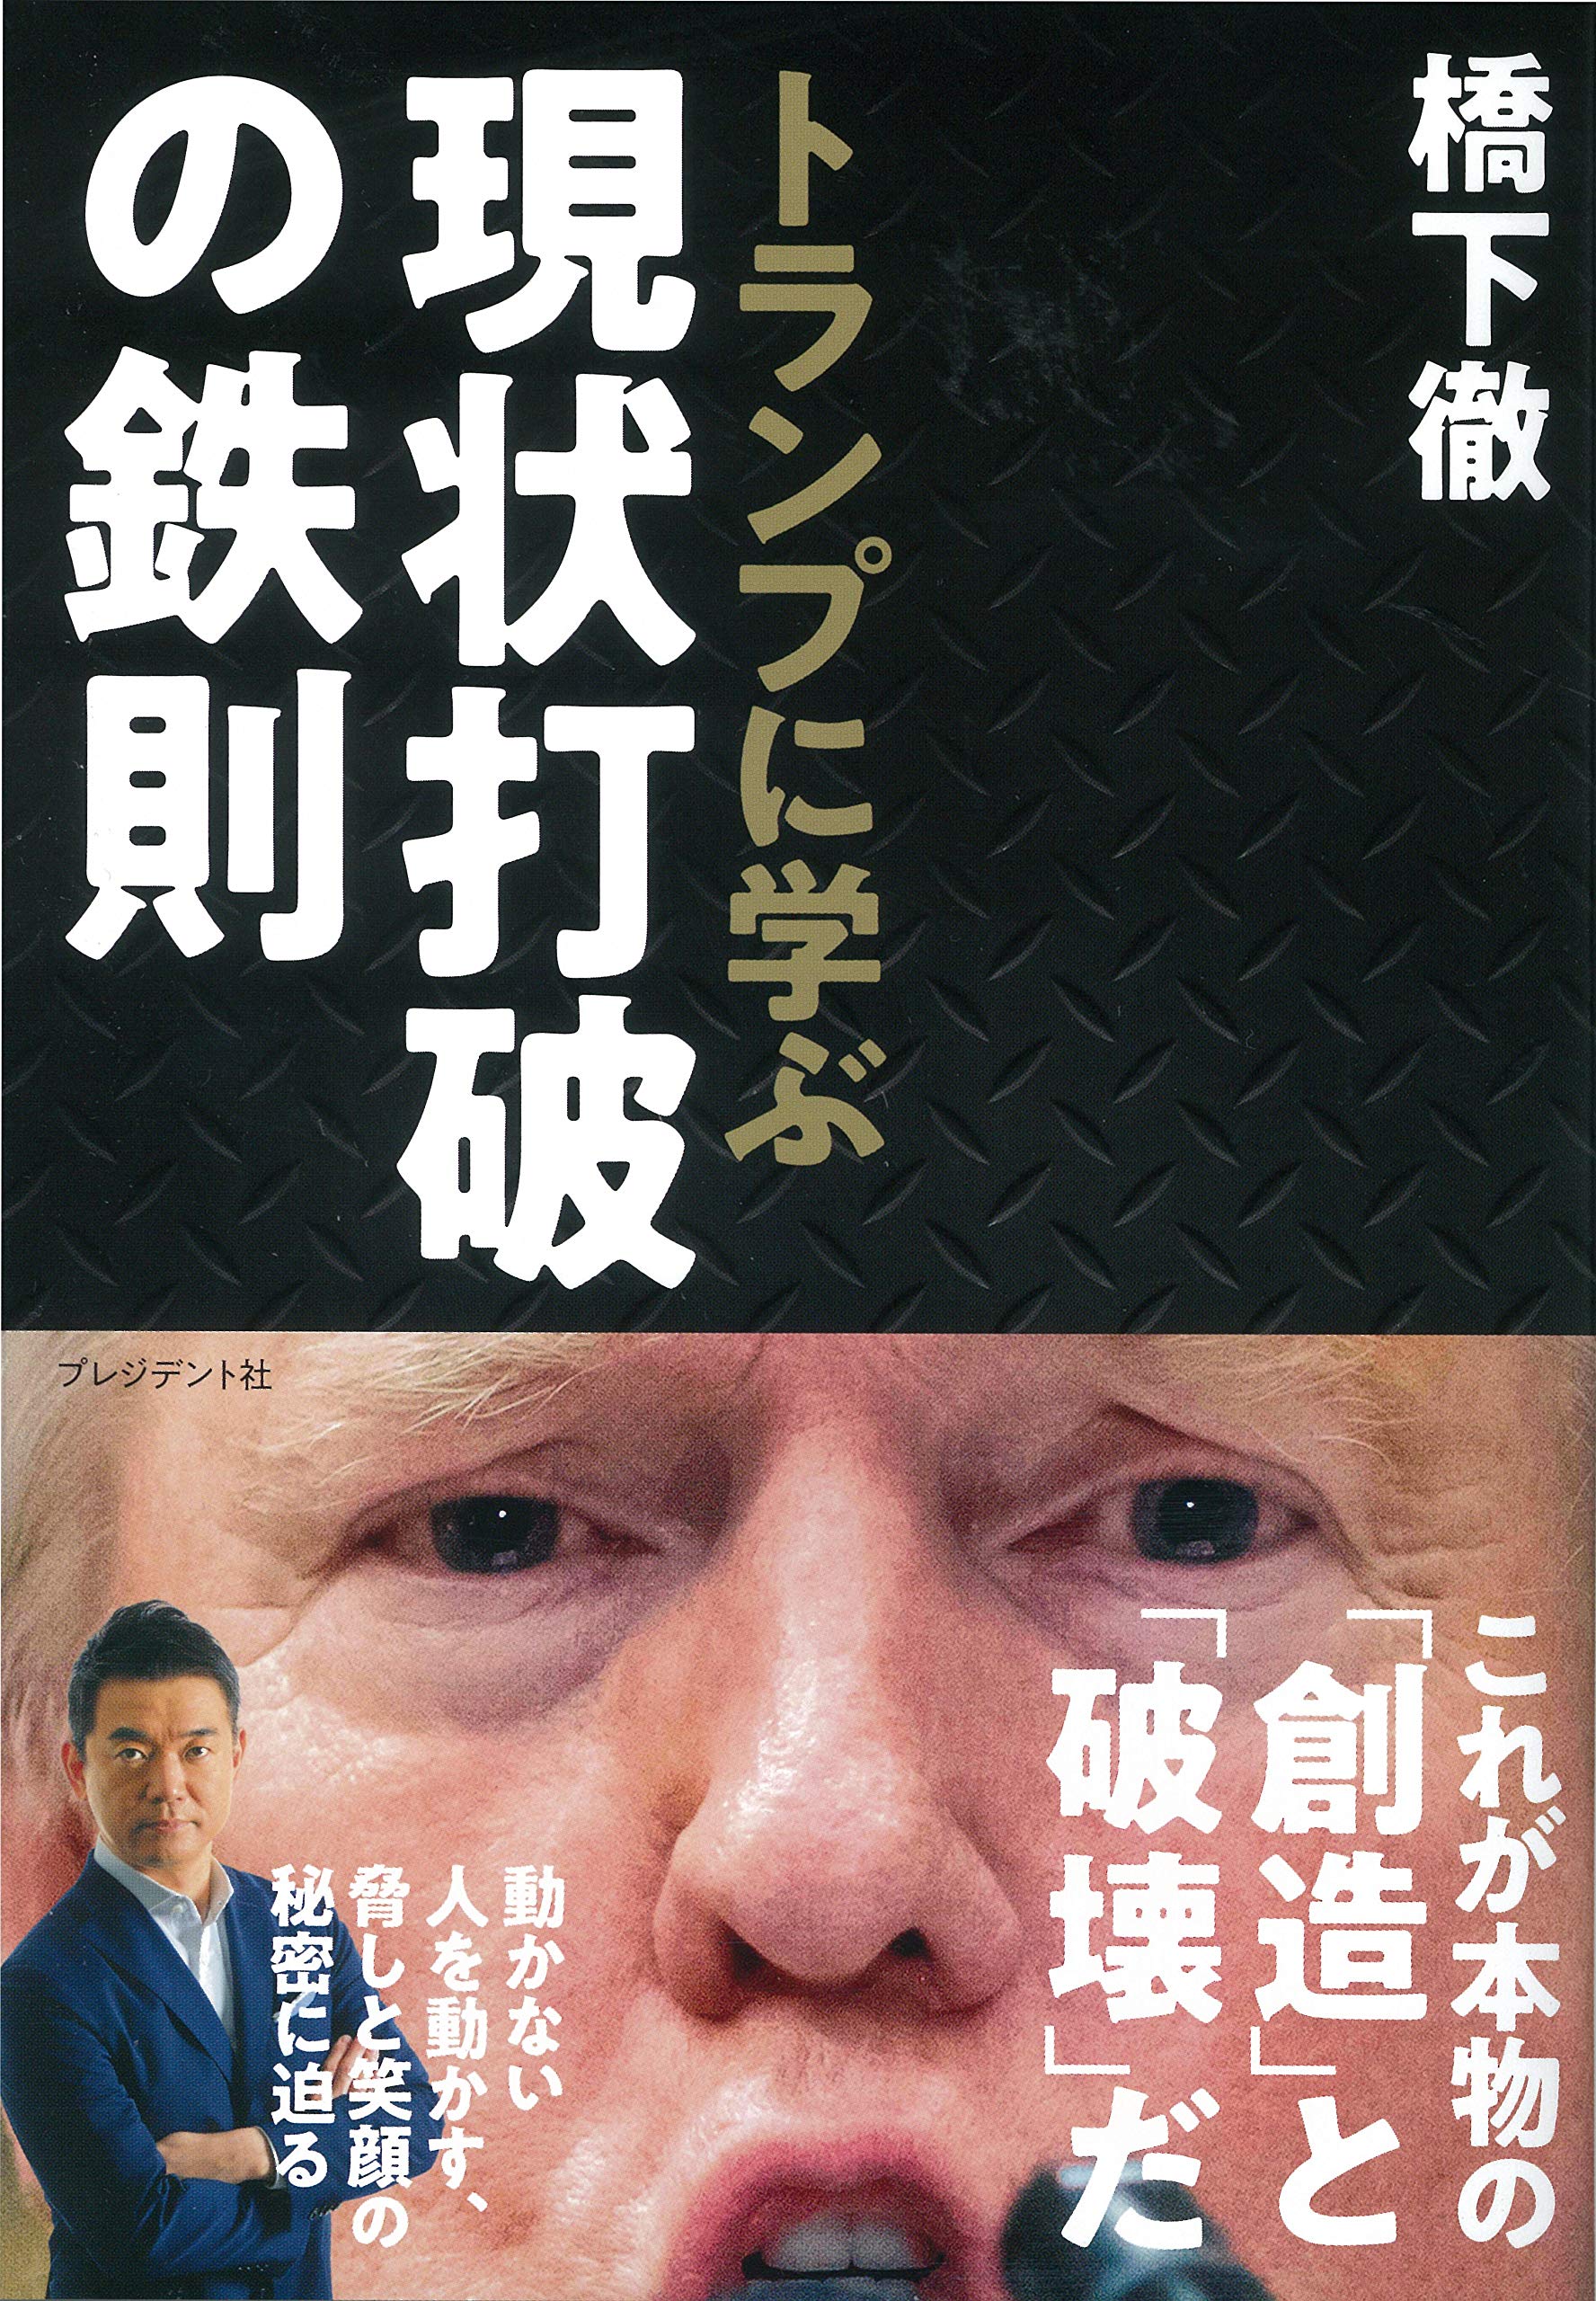 橋下徹
トランプに学ぶ
現状打破
の鉄則
プレジデント社
これが本物の
「創造」と
「破壊」だ
動かない
人を動かす、
脅しと笑顔の
秘密に迫る